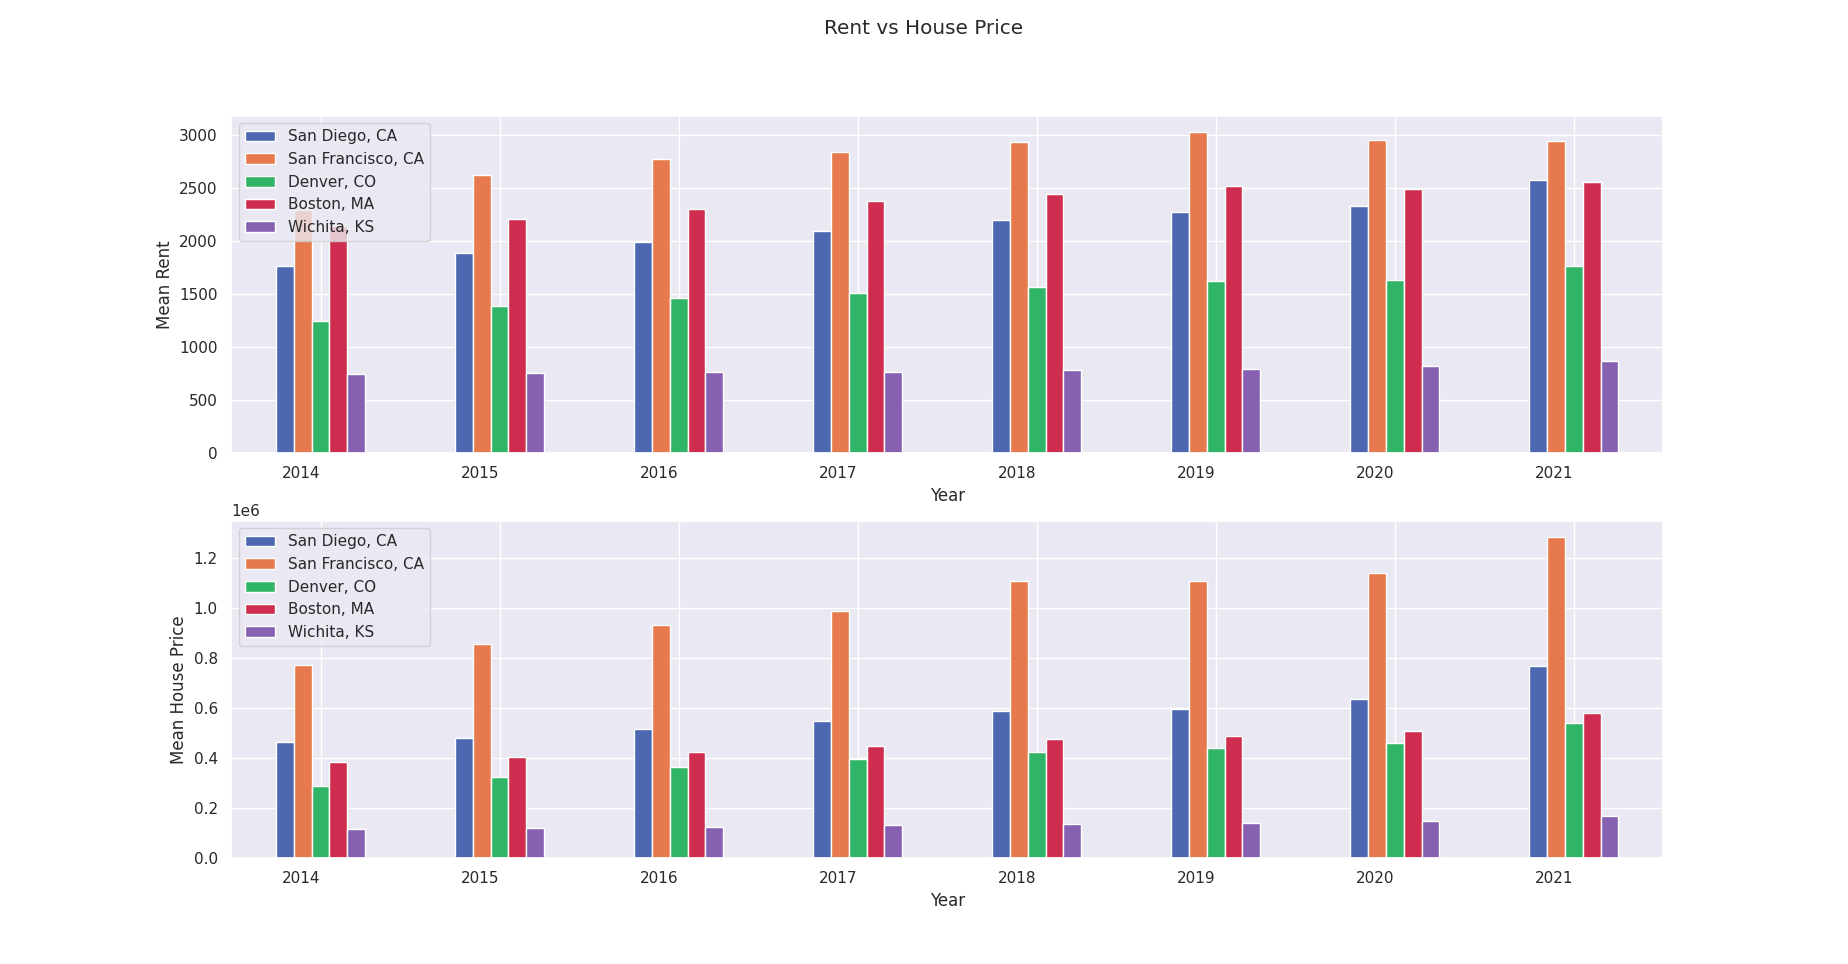 Rent vs House Price
3000
2500
2000
1500
1000
500
0
Mean Rent
San Diego, CA
San Francisco, CA
Denver, CO
Boston, MA
Wichita, KS
2014 2015 2016 2017 2018 2019 2020 2021
Year
1e6
1.2
1.0
0.8
0.6
0.4
0.2
0.0
Mean House Price
San Diego, CA
San Francisco, CA
Denver, CO
Boston, MA
Wichita, KS
2014 2015 2016 2017 2018 2019 2020 2021
Year